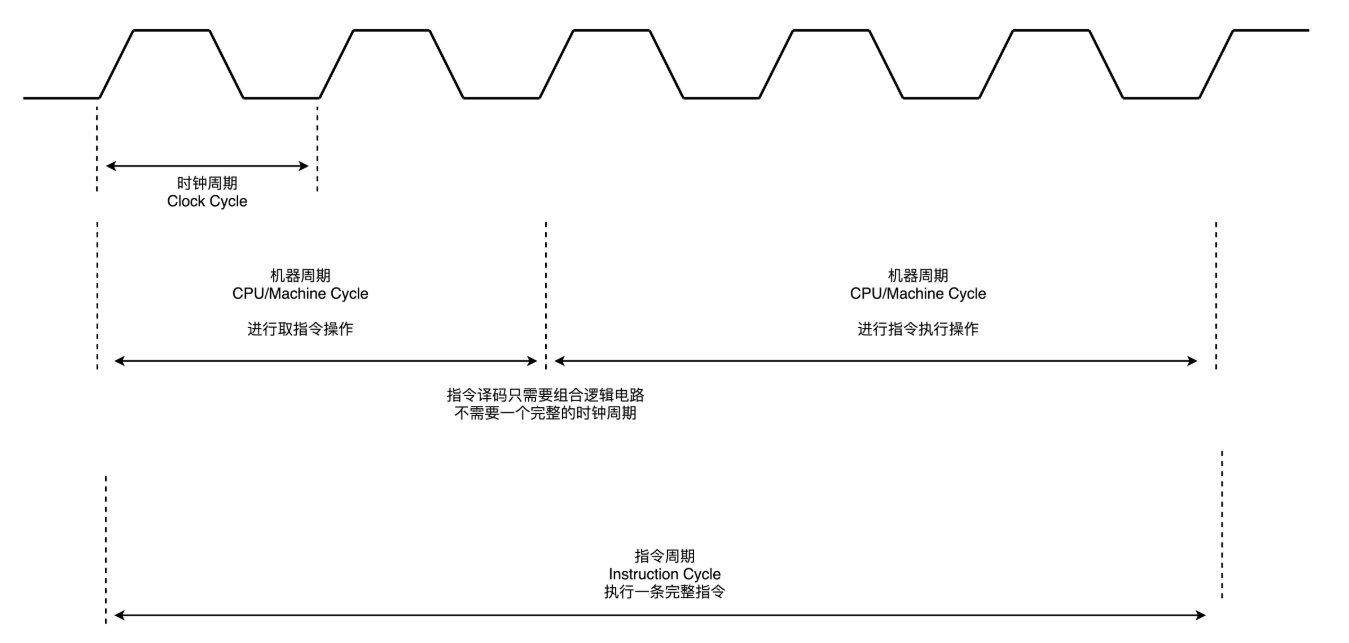 时钟周期
Clock Cycle
机器周期
CPU/Machine Cycle
进行取指令操作
机器周期
CPU/Machine Cycle
进行指令执行操作
指令译码只需要组合逻辑电路
不需要一个完整的时钟周期
指令周期
Instruction Cycle
执行一条完整指令